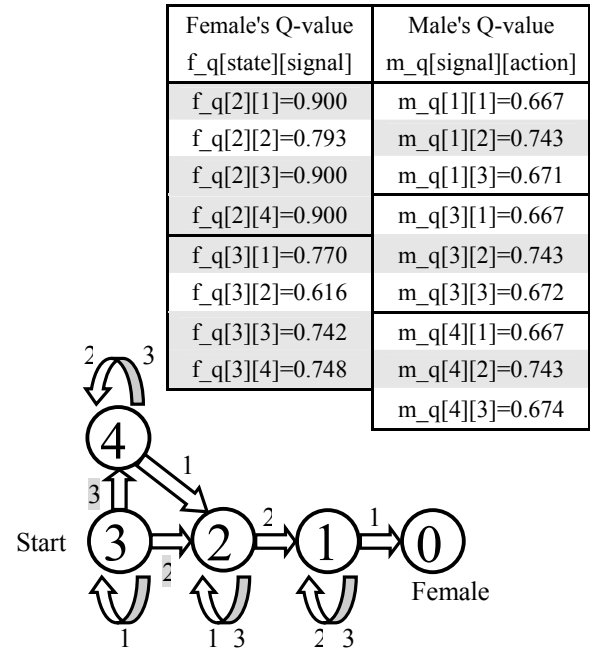 Female's Q-value Male's Q-value
f_q[state][signal] m_q[signal][action]
f_q[2][1]=0.900 m_q[1][1]=0.667
f_q[2][2]=0.793 m_q[1][2]=0.743
f_q[2][3]=0.900 m_q[1][3]=0.671
f_q[2][4]=0.900 m_q[3][1]=0.667
f_q[3][1]=0.770 m_q[3][2]=0.743
f_q[3][2]=0.616 m_q[3][3]=0.672
f_q[3][3]=0.742 m_q[4][1]=0.667
f_q[3][4]=0.748 m_q[4][2]=0.743
m_q[4][3]=0.674
2 3
4
1
3
2 1
Start 3 2 1 0
2
Female
1 1 3 2 3